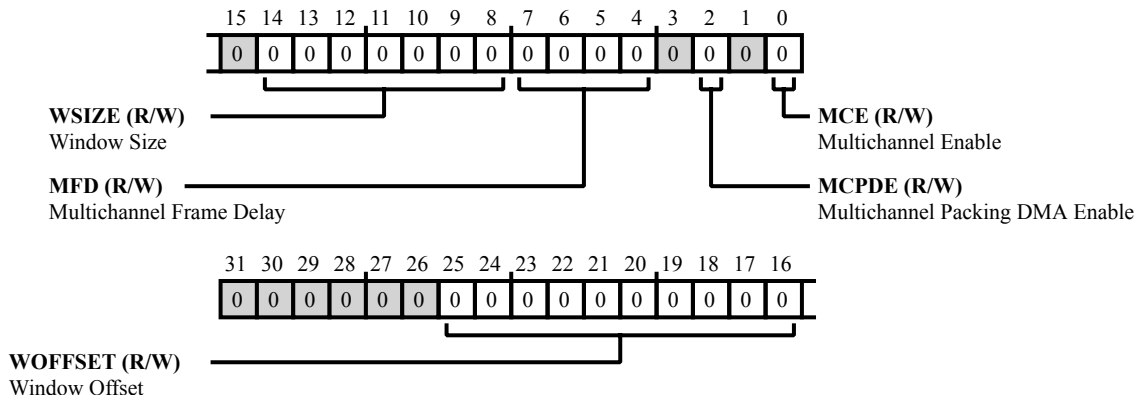 15 14 13 12 11 10 9 8 7 6 5 4 3 2 1 0
0 0 0 0 0 0 0 0 0 0 0 0 0 0 0 0
WSIZE (R/W)
Window Size
MCE (R/W)
Multichannel Enable
MFD (R/W)
Multichannel Frame Delay
MCPDE (R/W)
Multichannel Packing DMA Enable
31 30 29 28 27 26 25 24 23 22 21 20 19 18 17 16
0 0 0 0 0 0 0 0 0 0 0 0 0 0 0 0
WOFFSET (R/W)
Window Offset